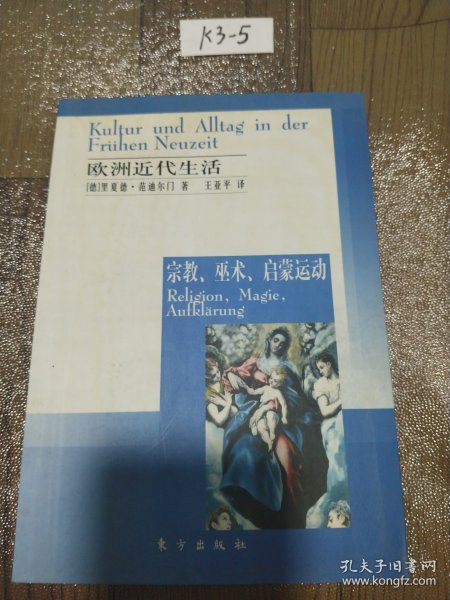 K3-5
Kultur und Alltag in der
Frühen Neuzeit
欧洲近代生活
[德]里夏德·范迪尔门 著 王亚平 译
宗教、巫术、启蒙运动
Religion, Magie,
Aufklärung
东方出版社
孔夫子旧书网
www.kongfz.com